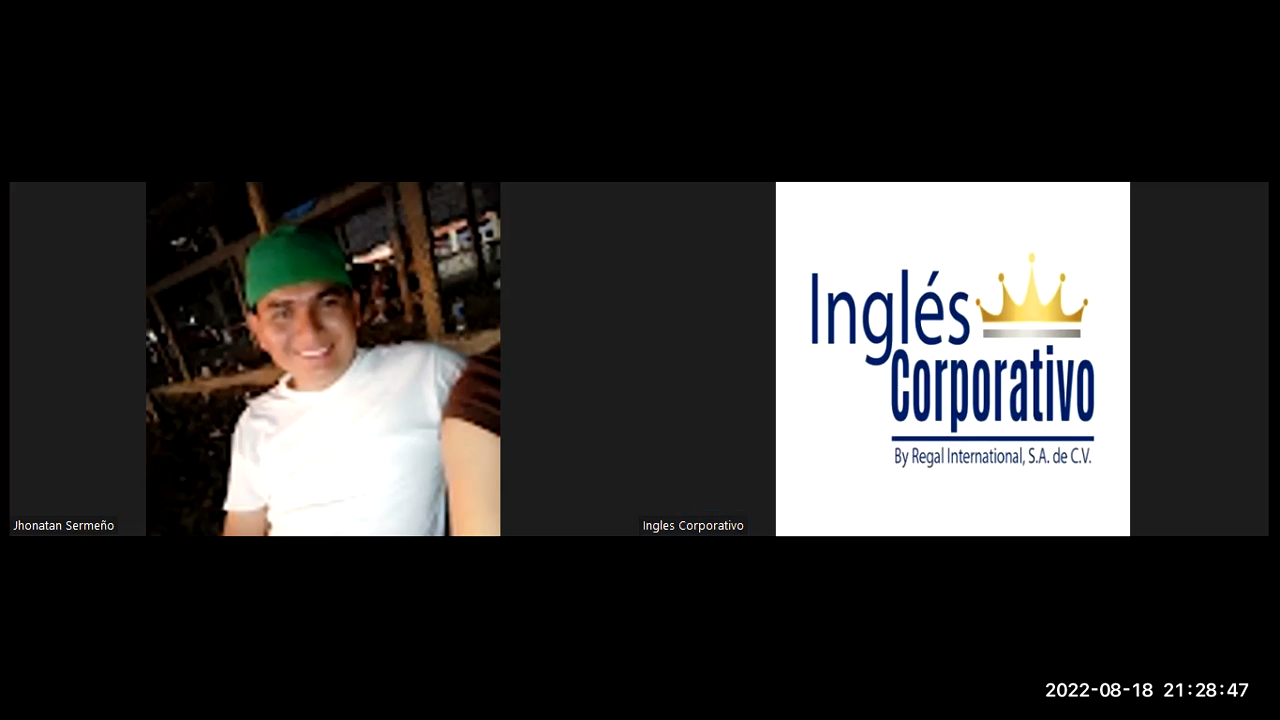 Inglés
Corporativo
By Regal International, S.A. de C.V.
Jhonatan Sermeño
Ingles Corporativo
2022-08-18 21:28:47